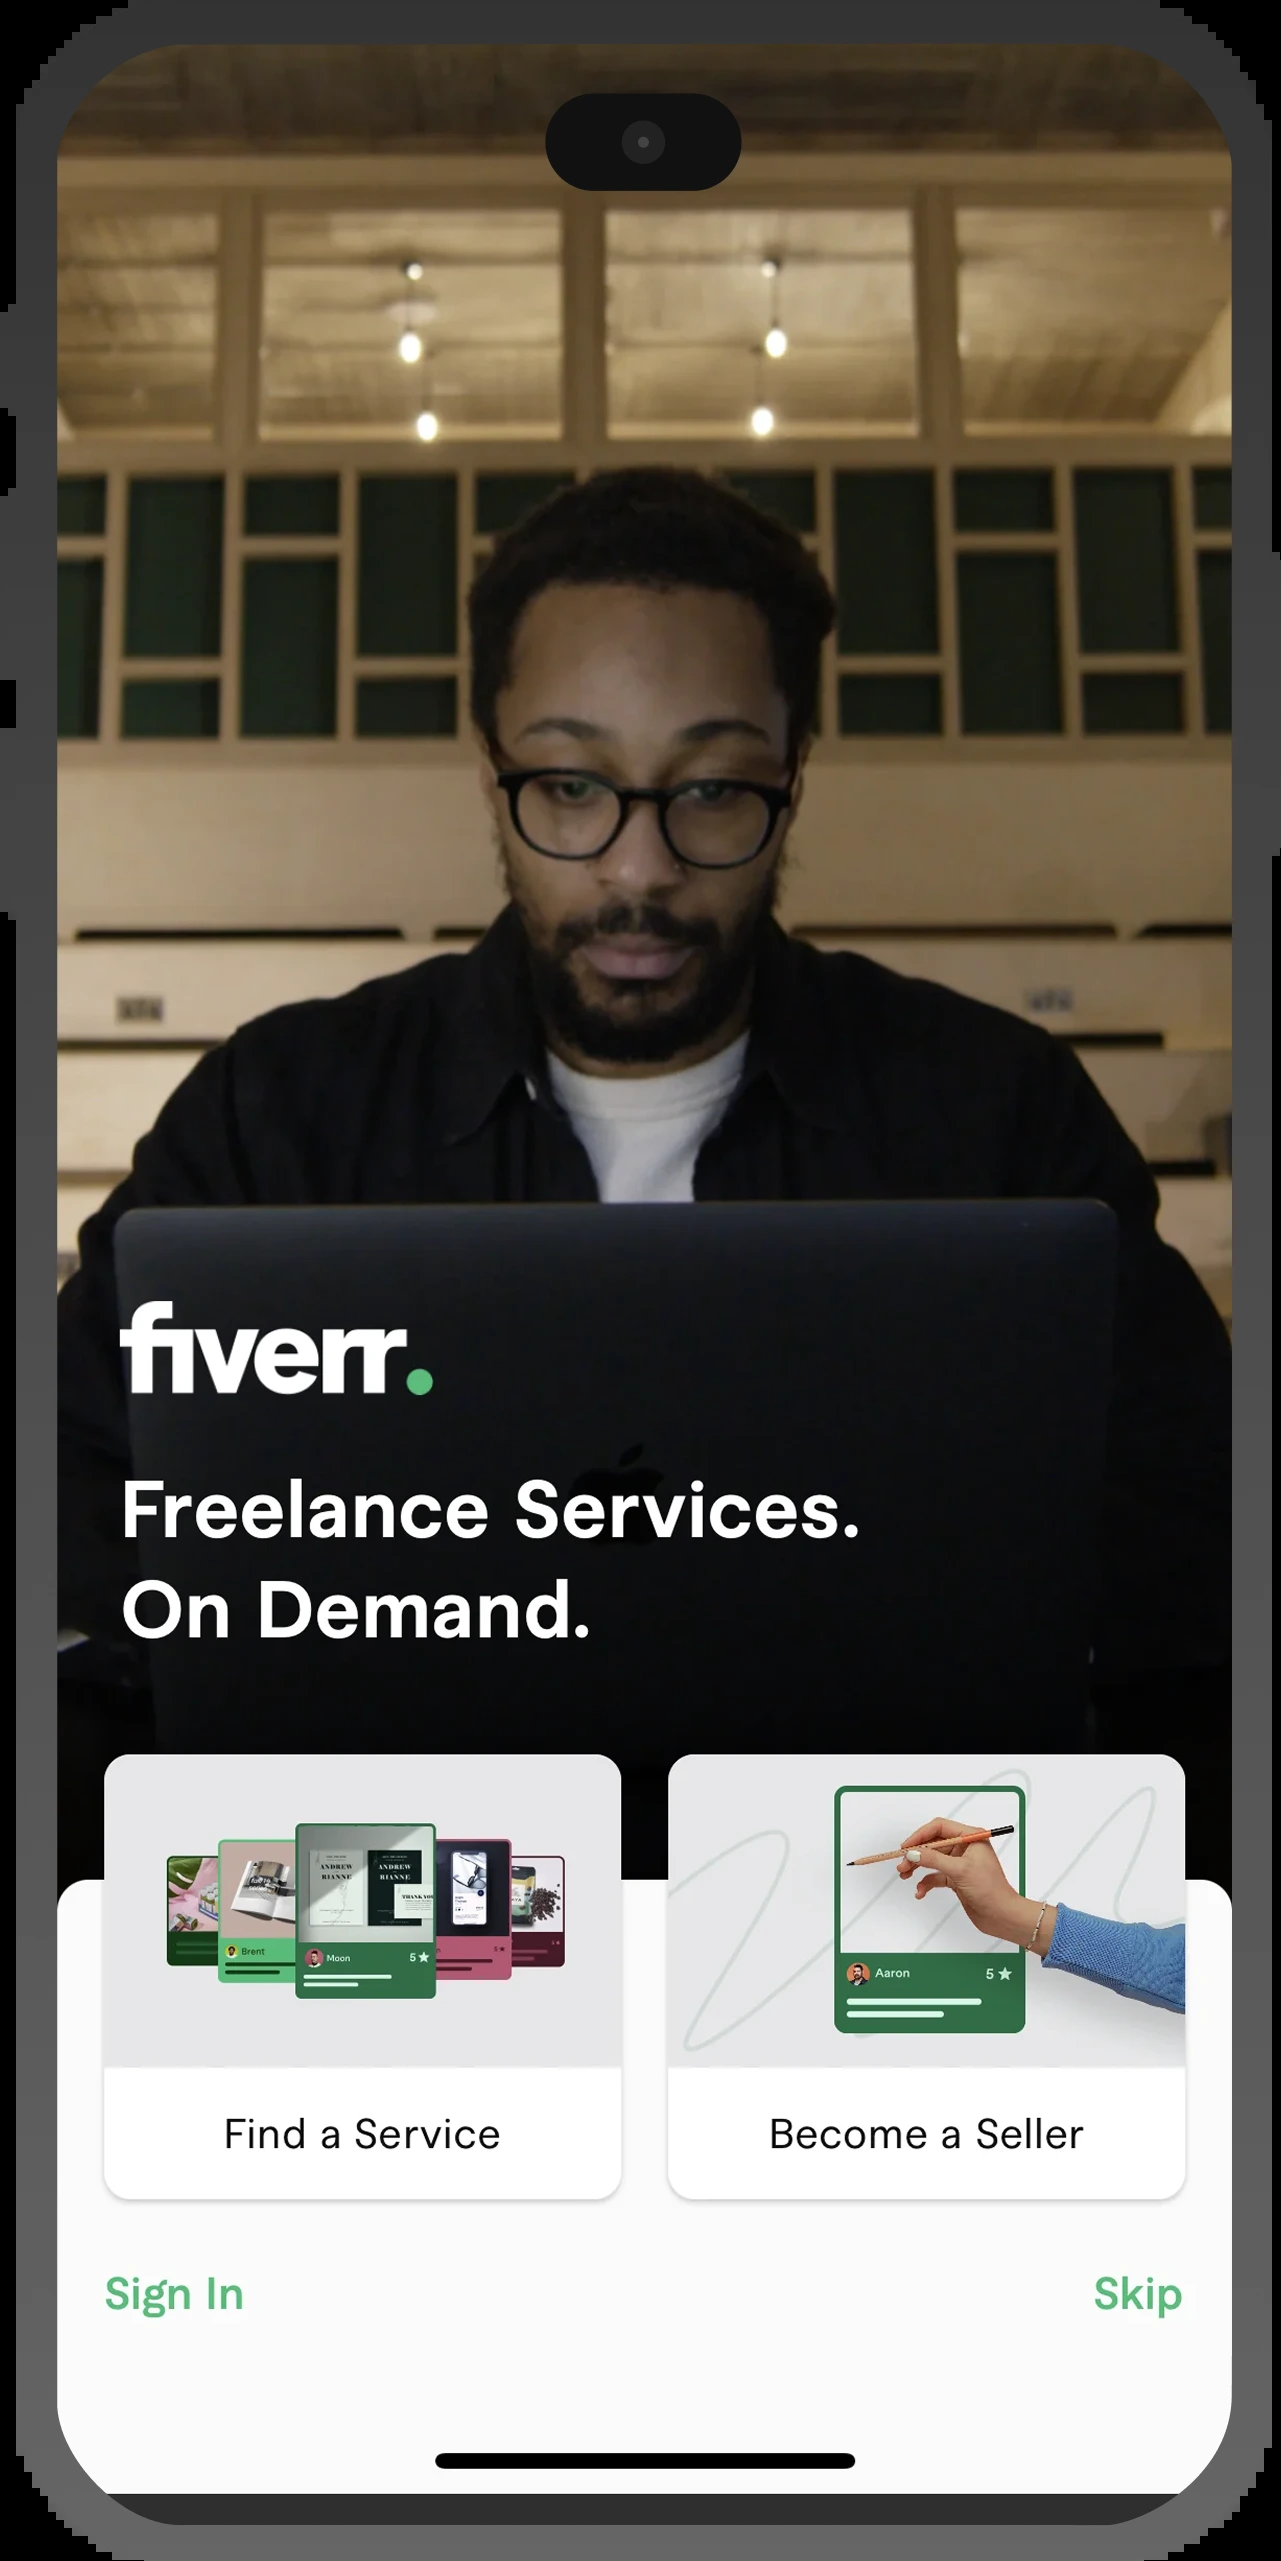 fiverr.
Freelance Services.
On Demand.
ANDREW
RIANNE
ANDREW
RIANNE
THANK YOU
Brent
Moon 5
Aaron 5
Find a Service
Become a Seller
Sign In
Skip